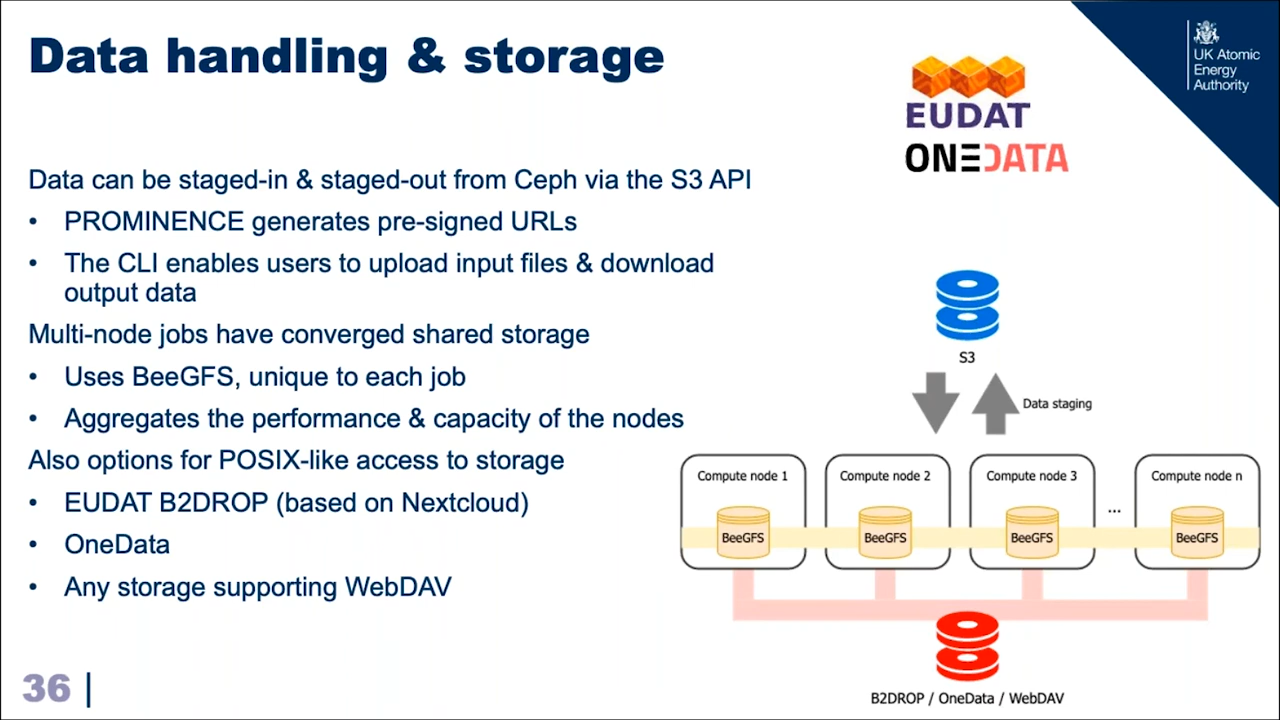 Data handling & storage
UK Atomic
Energy
Authority
EUDAT
ONEDATA
Data can be staged-in & staged-out from Ceph via the S3 API
• PROMINENCE generates pre-signed URLs
• The CLI enables users to upload input files & download
output data
Multi-node jobs have converged shared storage
• Uses BeeGFS, unique to each job
• Aggregates the performance & capacity of the nodes
Also options for POSIX-like access to storage
• EUDAT B2DROP (based on Nextcloud)
• OneData
• Any storage supporting WebDAV
S3
Data staging
Compute node 1
Compute node 2
Compute node 3
...
Compute node n
BeeGFS
BeeGFS
BeeGFS
BeeGFS
B2DROP / OneData / WebDAV
36 |